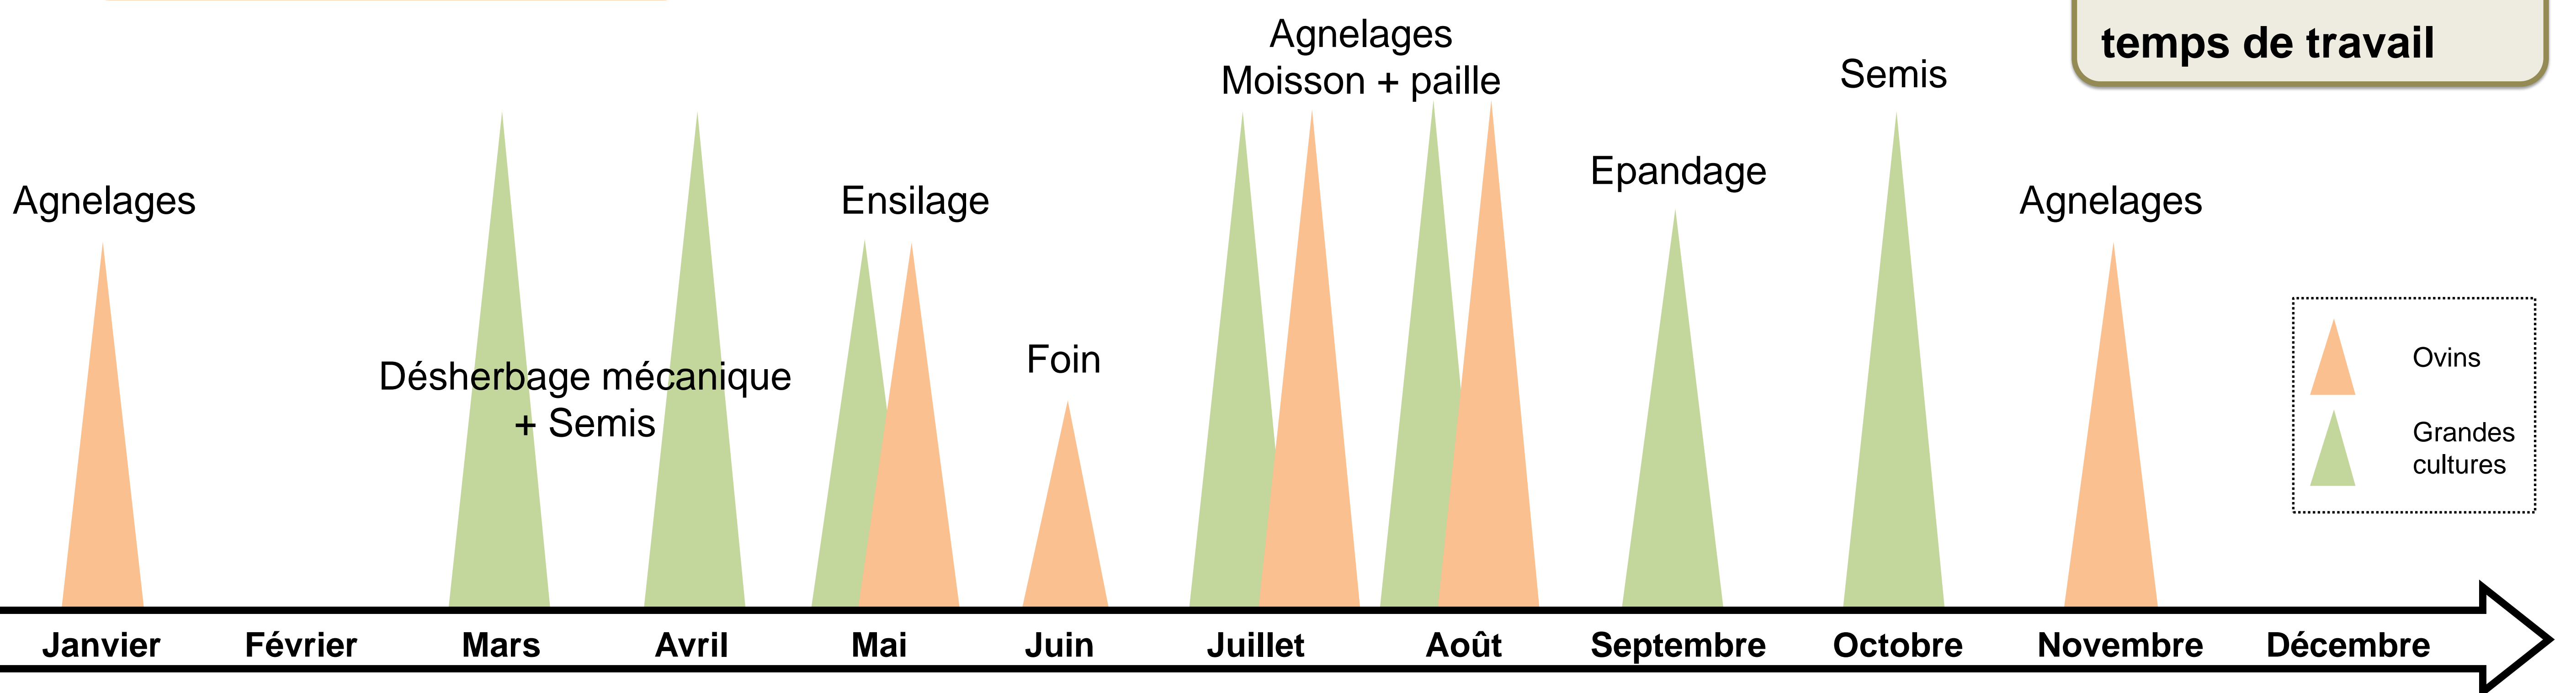 temps de travail
Agnelages
Moisson + paille
Semis
Epandage
Agnelages
Ensilage
Agnelages
Foin
Désherbage mécanique
+ Semis
Ovins
Grandes
cultures
Janvier Février Mars Avril Mai Juin Juillet Août Septembre Octobre Novembre Décembre